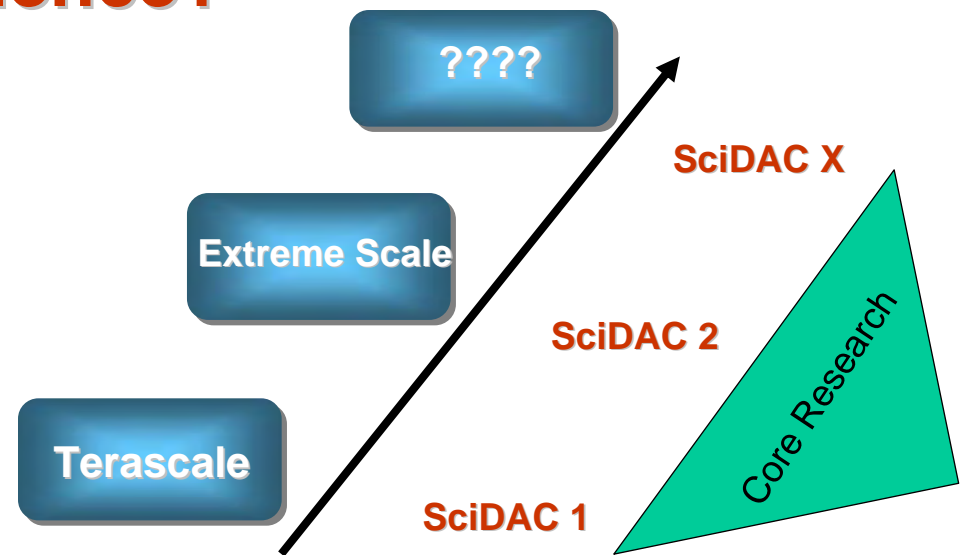 ????
SciDAC X
Extreme Scale
SciDAC 2
Core Research
Terascale
SciDAC 1